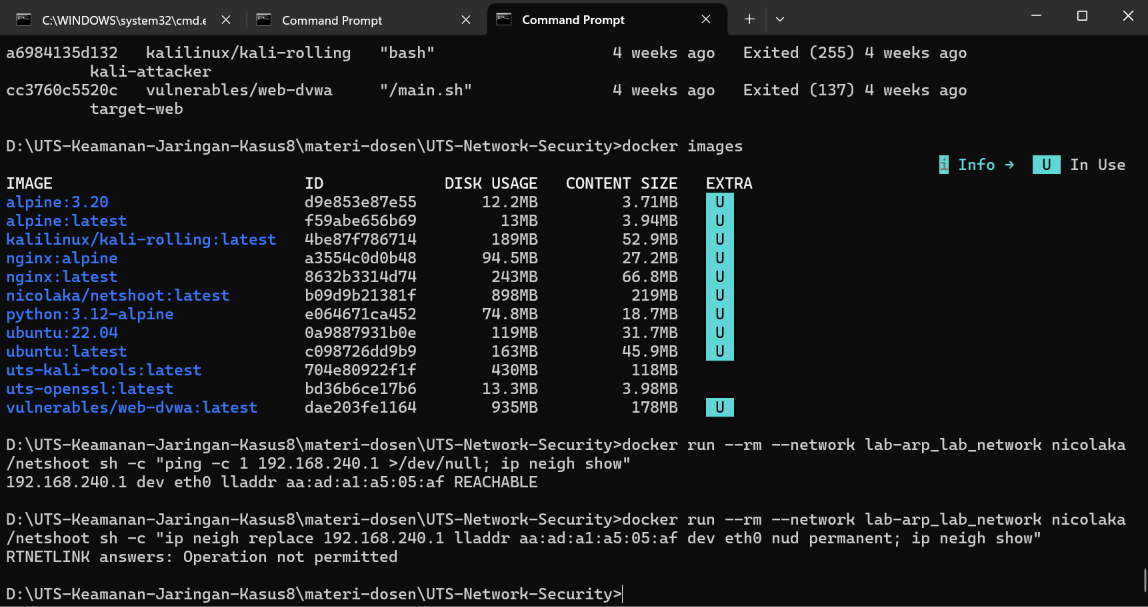 C:\WINDOWS\system32\cmd.e
Command Prompt
Command Prompt
a6984135d132 kalilinux/kali-rolling "bash" 4 weeks ago Exited (255) 4 weeks ago
kali-attacker
cc3760c5520c vulnerables/web-dvwa "/main.sh" 4 weeks ago Exited (137) 4 weeks ago
target-web
D:\UTS-Keamanan-Jaringan-Kasus8\materi-dosen\UTS-Network-Security>docker images
i Info → U In Use
IMAGE ID DISK USAGE CONTENT SIZE EXTRA
alpine:3.20 d9e853e87e55 12.2MB 3.71MB U
alpine:latest f59abe656b69 13MB 3.94MB U
kalilinux/kali-rolling:latest 4be87f786714 189MB 52.9MB U
nginx:alpine a3554c0d0b48 94.5MB 27.2MB U
nginx:latest 8632b3314d74 243MB 66.8MB U
nicolaka/netshoot:latest b09d9b21381f 898MB 219MB U
python:3.12-alpine e064671ca452 74.8MB 18.7MB U
ubuntu:22.04 0a9887931b0e 119MB 31.7MB U
ubuntu:latest c098726dd9b9 163MB 45.9MB U
uts-kali-tools:latest 704e80922f1f 430MB 118MB
uts-openssl:latest bd36b6ce17b6 13.3MB 3.98MB
vulnerables/web-dvwa:latest dae203fe1164 935MB 178MB U
D:\UTS-Keamanan-Jaringan-Kasus8\materi-dosen\UTS-Network-Security>docker run --rm --network lab-arp_lab_network nicolaka
/netshoot sh -c "ping -c 1 192.168.240.1 >/dev/null; ip neigh show"
192.168.240.1 dev eth0 lladdr aa:ad:a1:a5:05:af REACHABLE
D:\UTS-Keamanan-Jaringan-Kasus8\materi-dosen\UTS-Network-Security>docker run --rm --network lab-arp_lab_network nicolaka
/netshoot sh -c "ip neigh replace 192.168.240.1 lladdr aa:ad:a1:a5:05:af dev eth0 nud permanent; ip neigh show"
RTNETLINK answers: Operation not permitted
D:\UTS-Keamanan-Jaringan-Kasus8\materi-dosen\UTS-Network-Security>